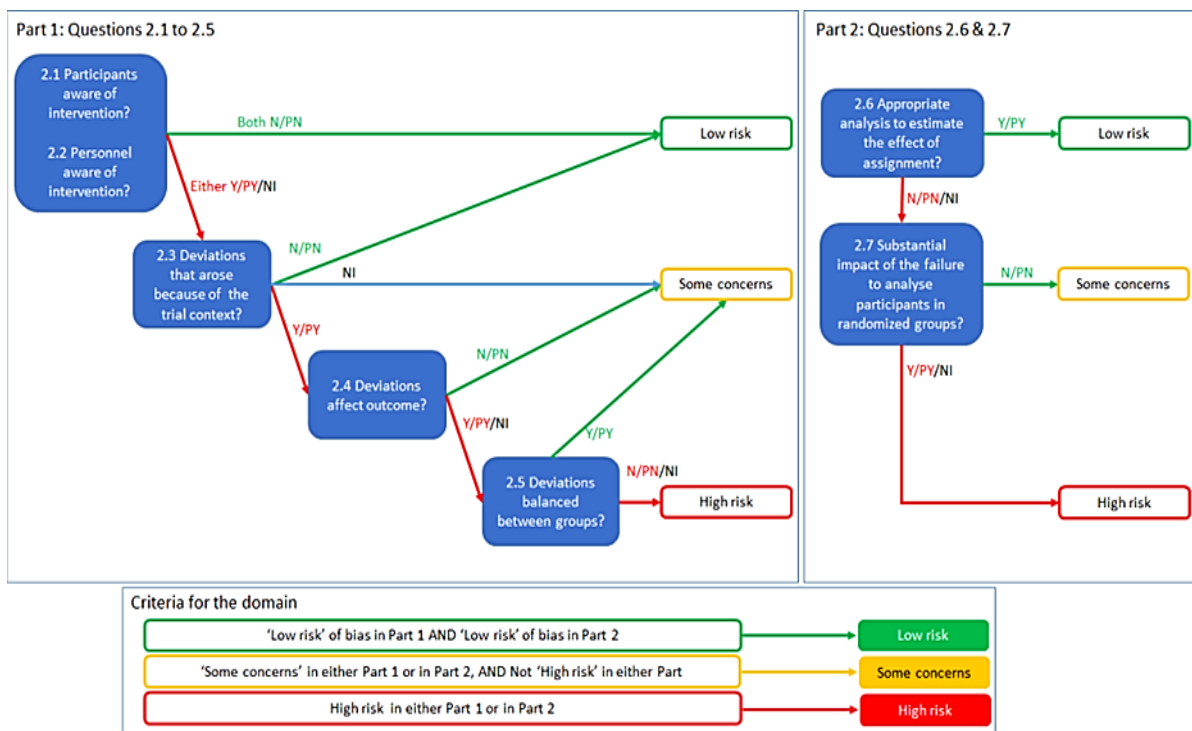 Part 1: Questions 2.1 to 2.5
2.1 Participants
aware of
intervention?
2.2 Personnel
aware of
intervention?
Both N/PN
Low risk
Either Y/PY/NI
2.3 Deviations
that arose
because of the
trial context?
N/PN
NI
Some concerns
Y/PY
2.4 Deviations
affect outcome?
N/PN
Y/PY/NI
Y/PY
2.5 Deviations
balanced
between groups?
N/PN/NI
High risk
Part 2: Questions 2.6 & 2.7
2.6 Appropriate
analysis to estimate
the effect of
assignment?
Y/PY
Low risk
N/PN/NI
2.7 Substantial
impact of the failure
to analyse
participants in
randomized groups?
N/PN
Some concerns
Y/PY/NI
High risk
Criteria for the domain
‘Low risk’ of bias in Part 1 AND ‘Low risk’ of bias in Part 2
Low risk
‘Some concerns’ in either Part 1 or in Part 2, AND Not ‘High risk’ in either Part
Some concerns
High risk in either Part 1 or in Part 2
High risk